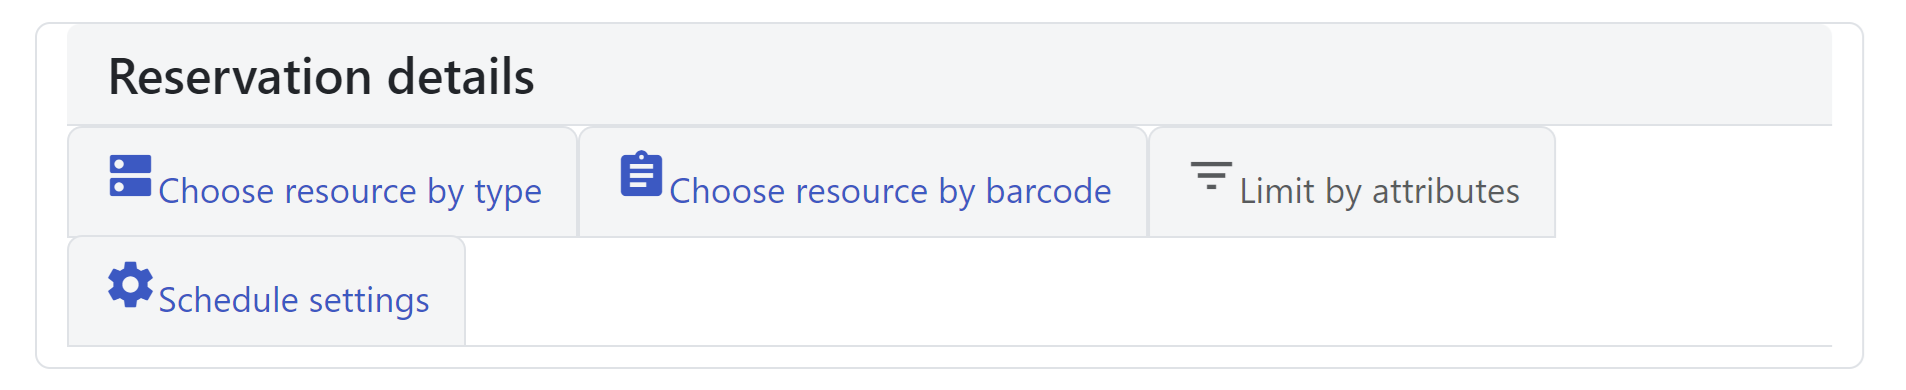 Reservation details
Choose resource by type Choose resource by barcode Limit by attributes
Schedule settings